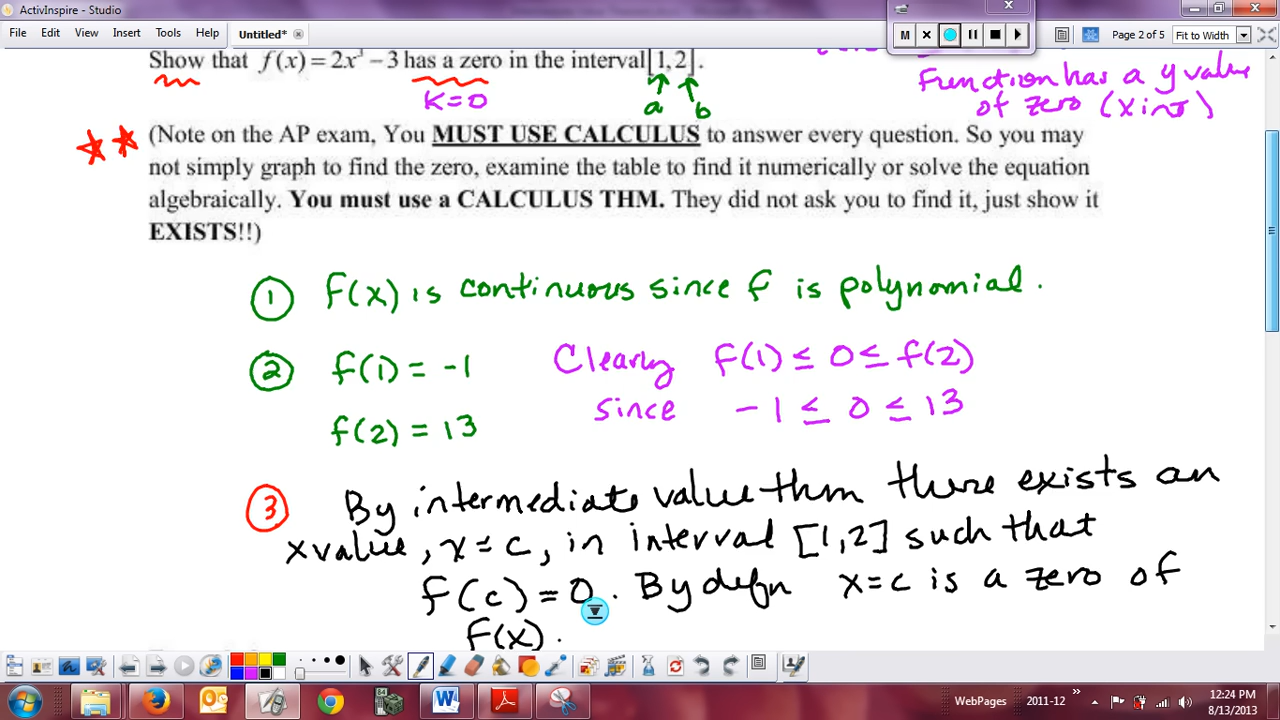 ActivInspire - Studio
File Edit View Insert Tools Help Untitled*
M
Page 2 of 5 Fit to Width
Show that f(x) = 2x³ − 3 has a zero in the interval [1, 2].
K=0
a b
Function has a y value
of zero (x int)
(Note on the AP exam, You MUST USE CALCULUS to answer every question. So you may
not simply graph to find the zero, examine the table to find it numerically or solve the equation
algebraically. You must use a CALCULUS THM. They did not ask you to find it, just show it
EXISTS!!)
① f(x) is continuous since f is polynomial.
② f(1) = -1 Clearly f(1) ≤ 0 ≤ f(2)
since -1 ≤ 0 ≤ 13
f(2) = 13
③ By intermediate value thm there exists an
x value, x = c, in interval [1,2] such that
f(c) = 0. By defn x=c is a zero of
f(x).
WebPages 2011-12 12:24 PM
8/13/2013